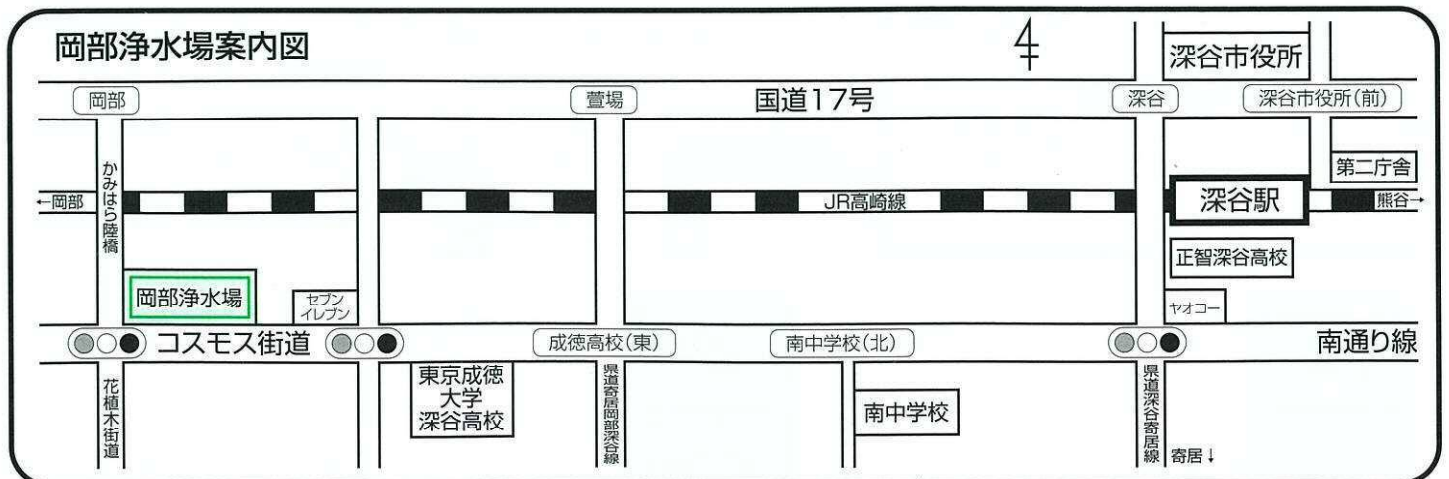 岡部浄水場案内図
深谷市役所
岡部
萱場
国道17号
深谷
深谷市役所(前)
かみはら陸橋
第二庁舎
←岡部
JR高崎線
深谷駅
熊谷→
正智深谷高校
岡部浄水場
セブン
イレブン
ヤオコー
コスモス街道
成徳高校(東)
南中学校(北)
南通り線
花植木街道
東京成徳
大学
深谷高校
県道寄居岡部深谷線
南中学校
県道深谷寄居線
寄居↓